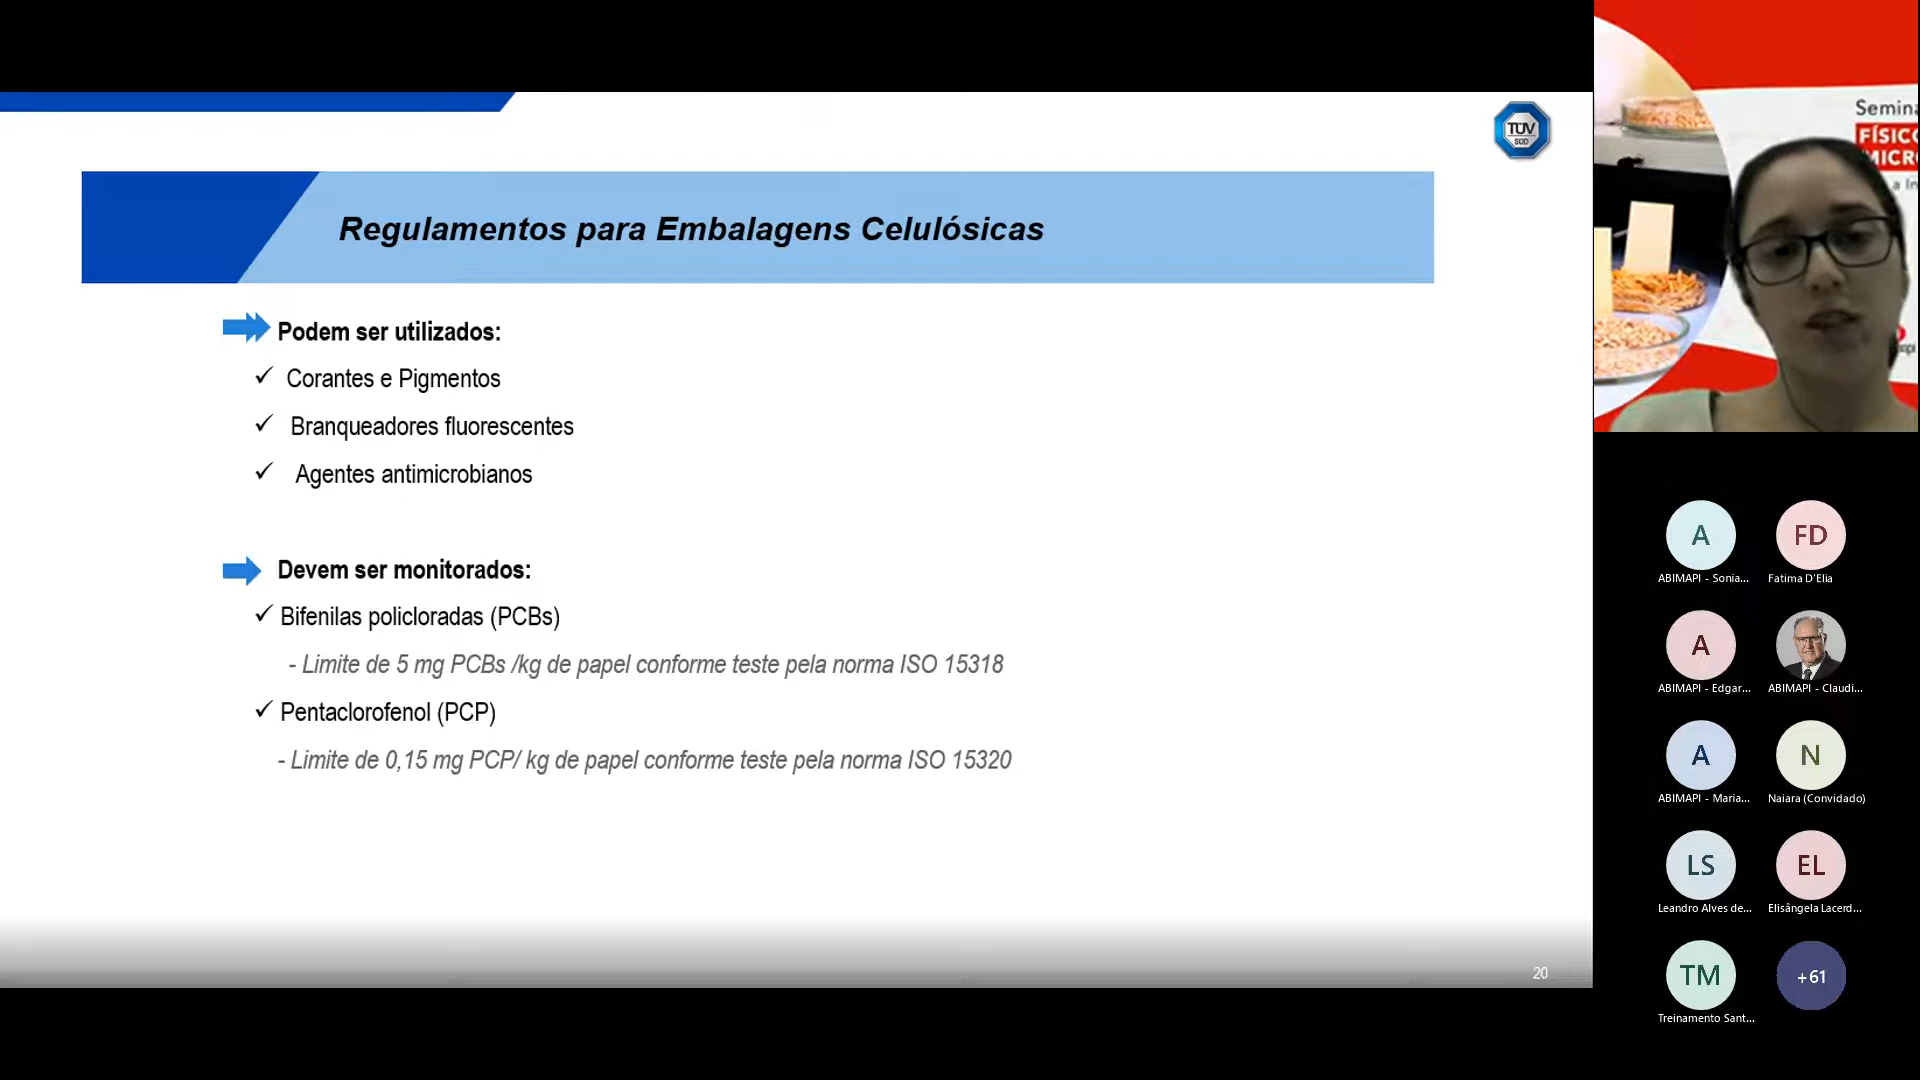 TÜV
SÜD
Regulamentos para Embalagens Celulósicas
Podem ser utilizados:
✓ Corantes e Pigmentos
✓ Branqueadores fluorescentes
✓ Agentes antimicrobianos
Devem ser monitorados:
✓ Bifenilas policloradas (PCBs)
- Limite de 5 mg PCBs /kg de papel conforme teste pela norma ISO 15318
✓ Pentaclorofenol (PCP)
- Limite de 0,15 mg PCP/ kg de papel conforme teste pela norma ISO 15320
20
Semina
FÍSICO
MICR
a In
A
FD
ABIMAPI - Sonia...
Fatima D'Elia
A
ABIMAPI - Edgar...
ABIMAPI - Claudi...
A
N
ABIMAPI - Maria...
Naiara (Convidado)
LS
EL
Leandro Alves de...
Elisângela Lacerd...
TM
+61
Treinamento Sant...